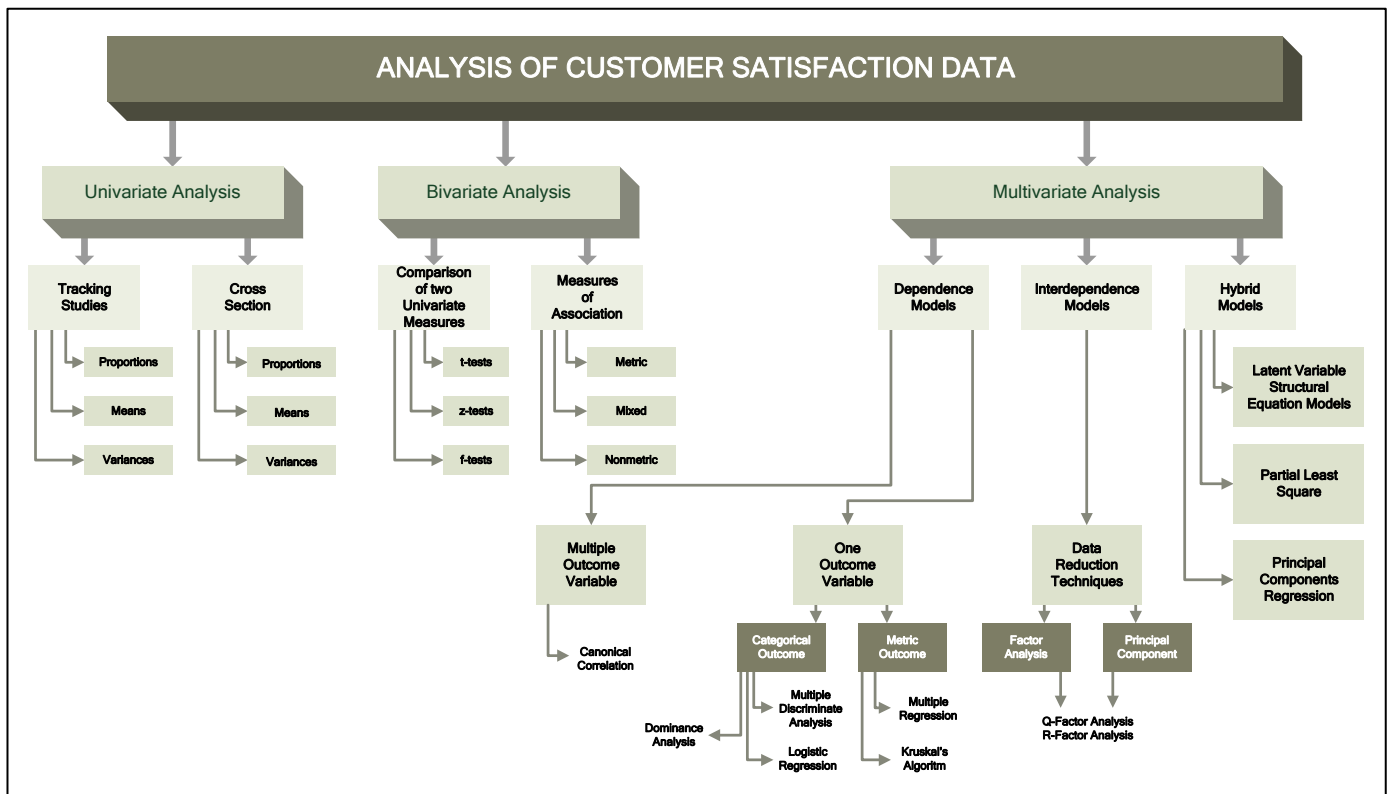 ANALYSIS OF CUSTOMER SATISFACTION DATA
Univariate Analysis
Bivariate Analysis
Multivariate Analysis
Tracking
Studies
Cross
Section
Comparison
of two
Univariate
Measures
Measures
of
Association
Dependence
Models
Interdependence
Models
Hybrid
Models
Proportions
Means
Variances
Proportions
Means
Variances
t-tests
z-tests
f-tests
Metric
Mixed
Nonmetric
Latent Variable
Structural
Equation Models
Partial Least
Square
Principal
Components
Regression
Multiple
Outcome
Variable
One
Outcome
Variable
Data
Reduction
Techniques
Canonical
Correlation
Categorical
Outcome
Metric
Outcome
Factor
Analysis
Principal
Component
Dominance
Analysis
Multiple
Discriminate
Analysis
Logistic
Regression
Multiple
Regression
Kruskal's
Algoritm
Q-Factor Analysis
R-Factor Analysis